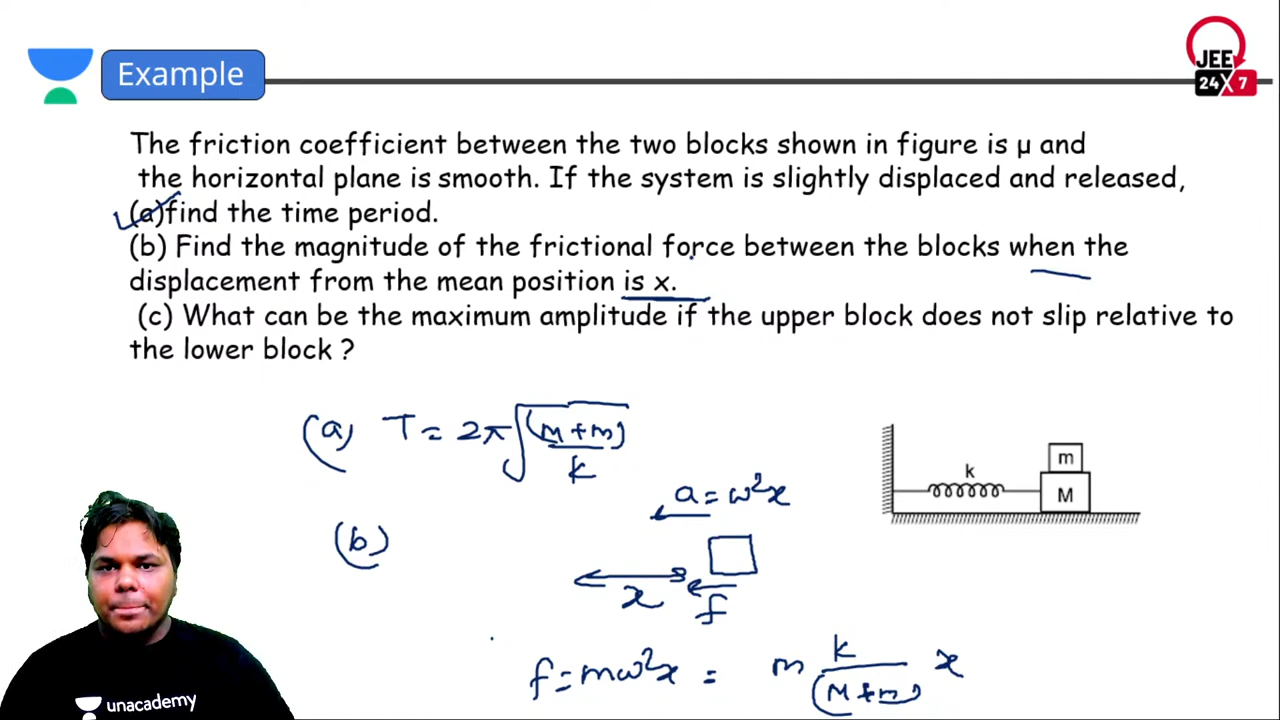 Example
JEE
24X7
The friction coefficient between the two blocks shown in figure is μ and
the horizontal plane is smooth. If the system is slightly displaced and released,
(a)find the time period.
(b) Find the magnitude of the frictional force between the blocks when the
displacement from the mean position is x.
(c) What can be the maximum amplitude if the upper block does not slip relative to
the lower block ?
(a) T = 2π√((M+m)/k)
a = ω²x
(b)
x
f
f = mω²x = m k/(M+m) x
k
m
M
unacademy